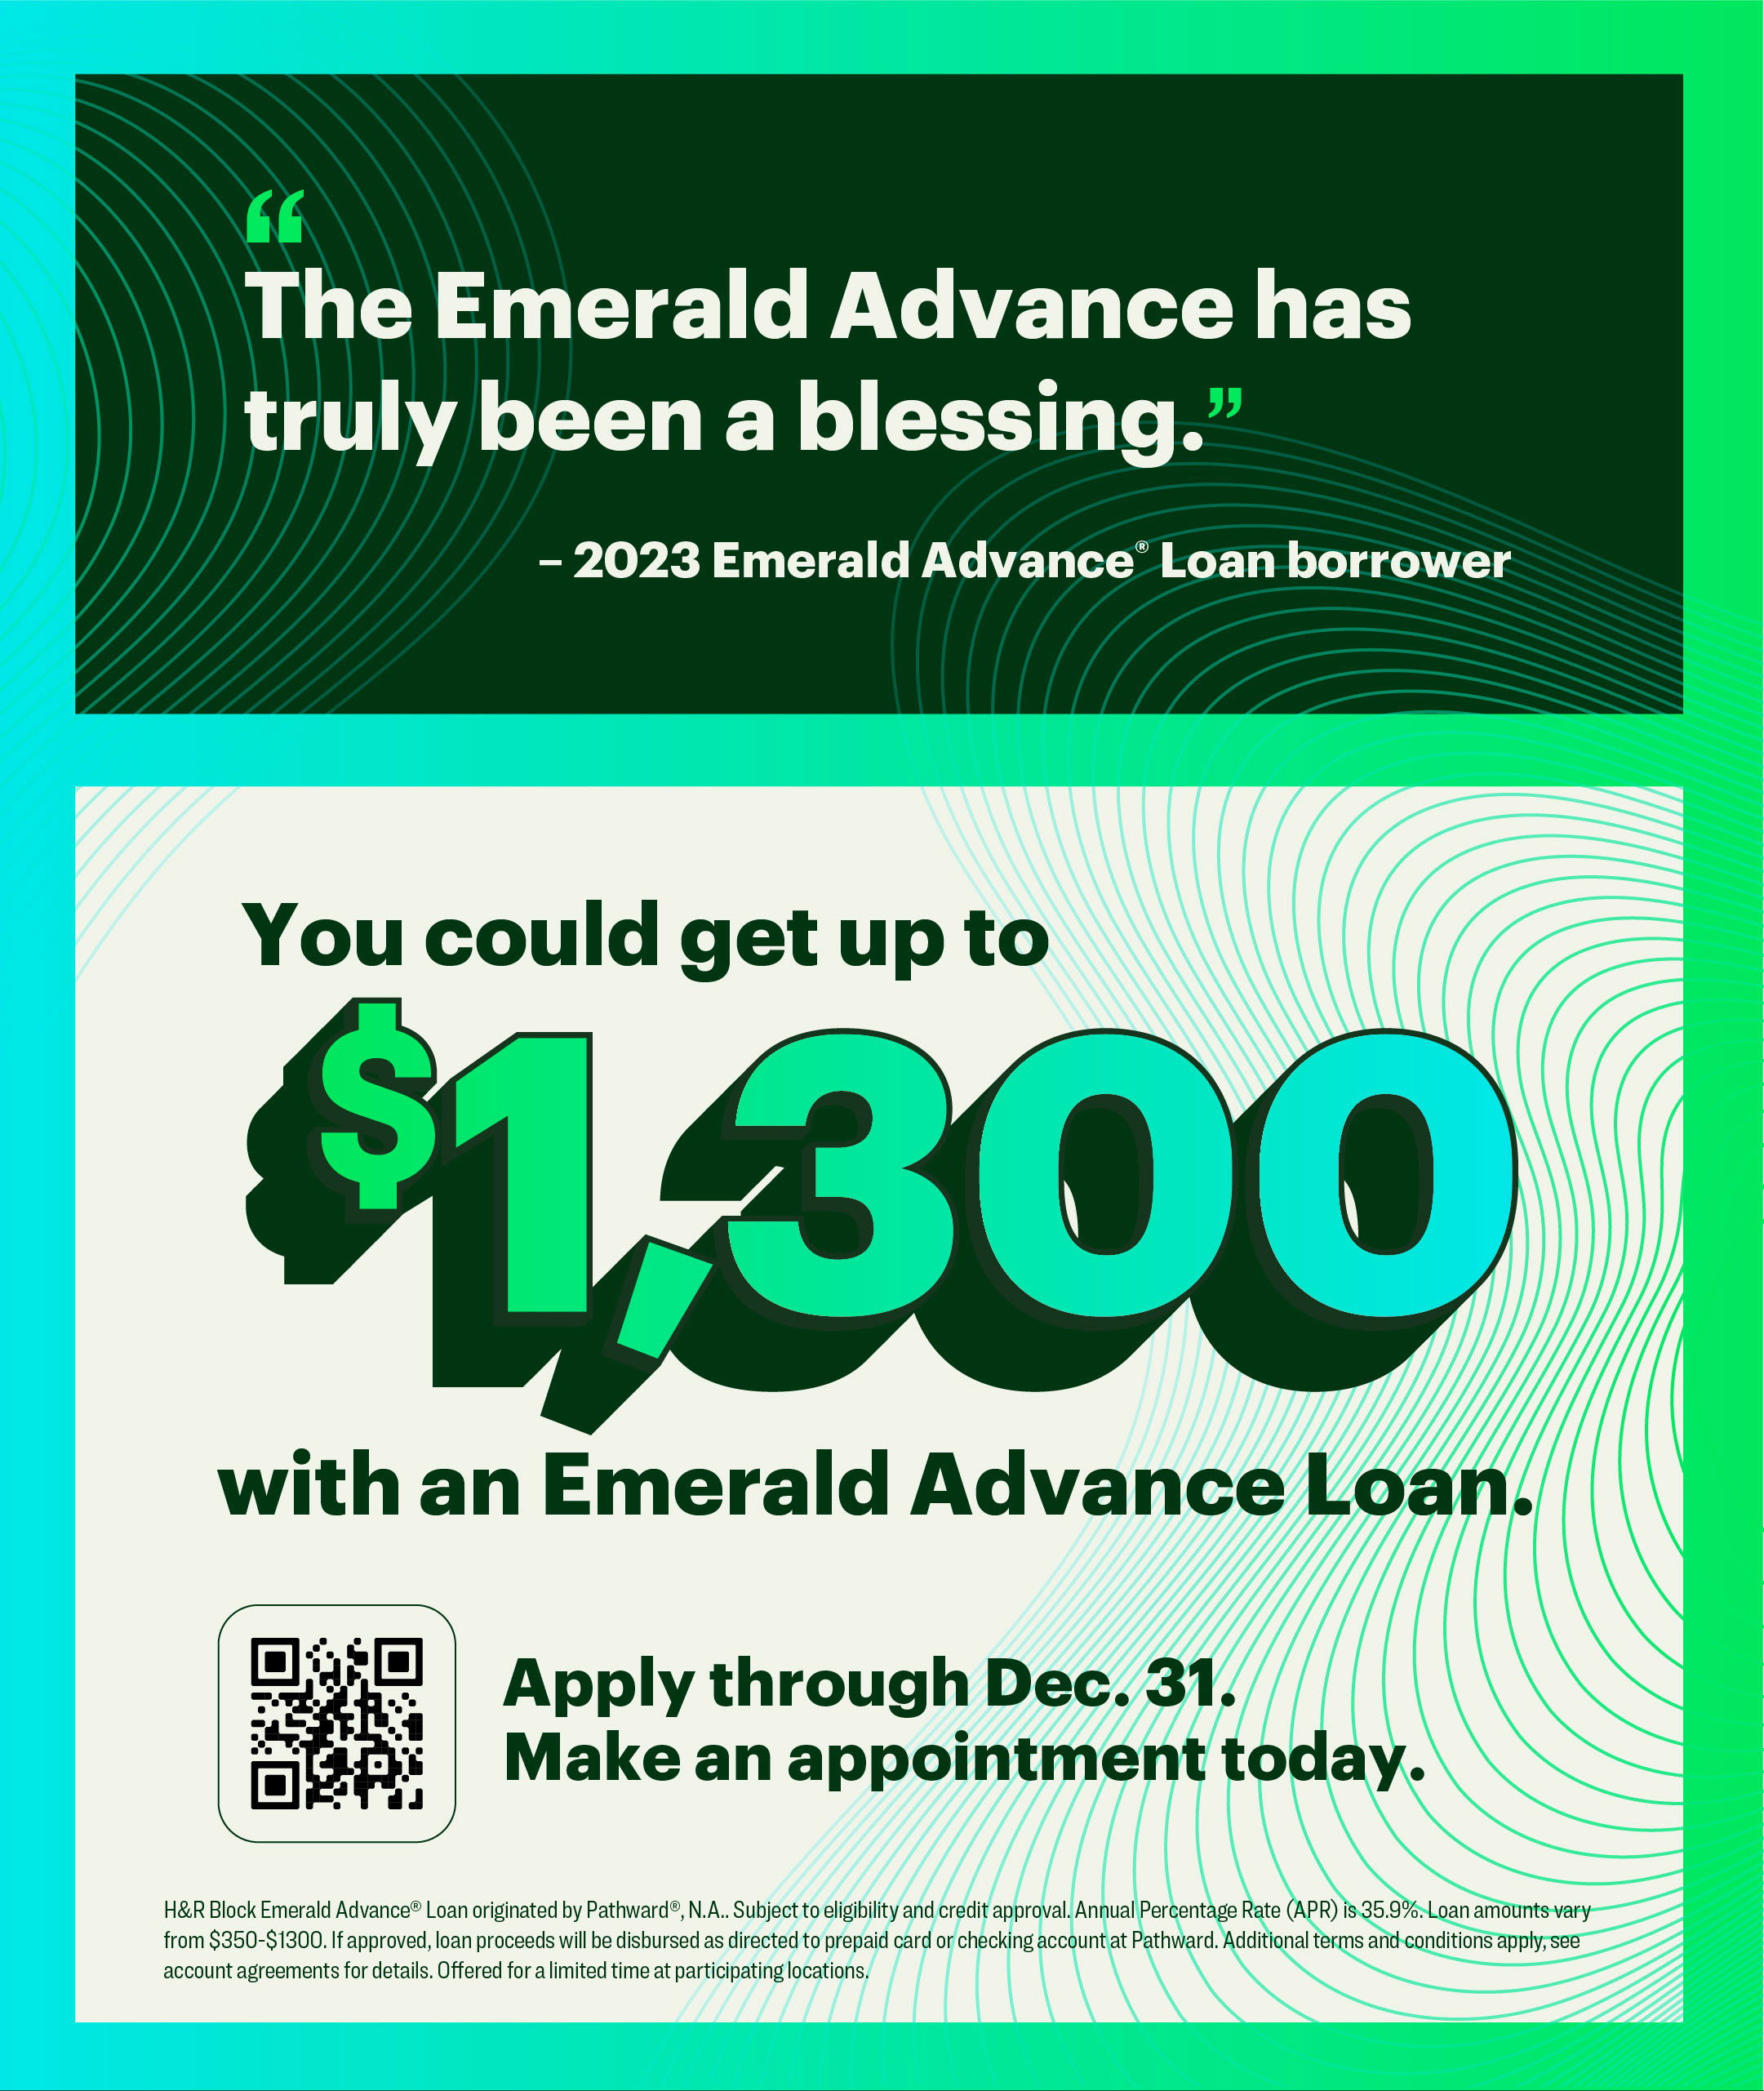 “
The Emerald Advance has
truly been a blessing.”
– 2023 Emerald Advance® Loan borrower
You could get up to
$1,300
with an Emerald Advance Loan.
Apply through Dec. 31.
Make an appointment today.
H&R Block Emerald Advance® Loan originated by Pathward®, N.A.. Subject to eligibility and credit approval. Annual Percentage Rate (APR) is 35.9%. Loan amounts vary
from $350-$1300. If approved, loan proceeds will be disbursed as directed to prepaid card or checking account at Pathward. Additional terms and conditions apply, see
account agreements for details. Offered for a limited time at participating locations.